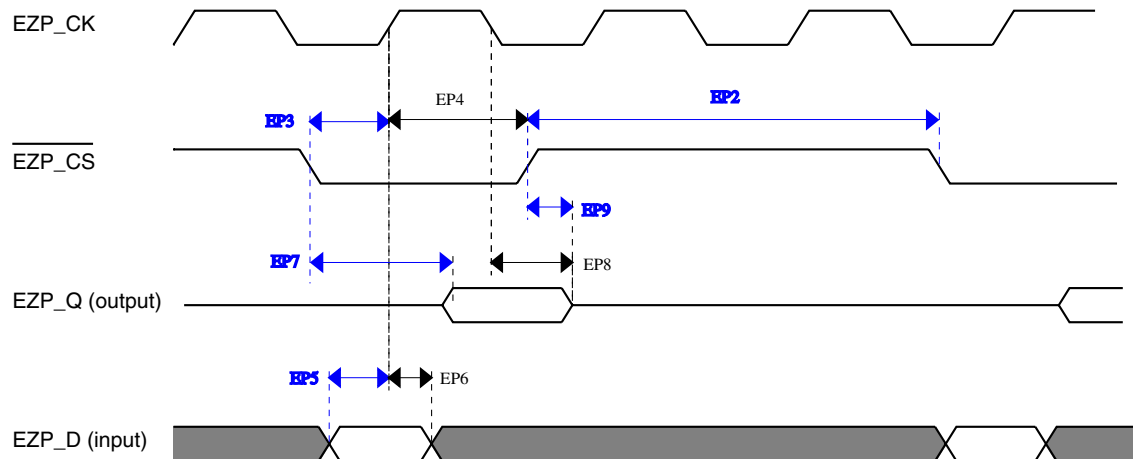 EZP_CK
EP4
EP2
EP3
EZP_CS
EP9
EP7
EP8
EZP_Q (output)
EP5
EP6
EZP_D (input)